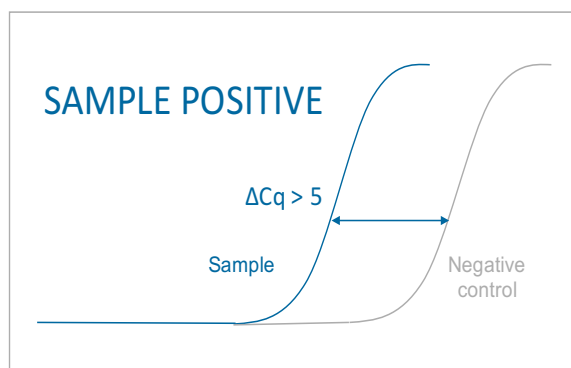 SAMPLE POSITIVE
ΔCq > 5
Sample
Negative
control